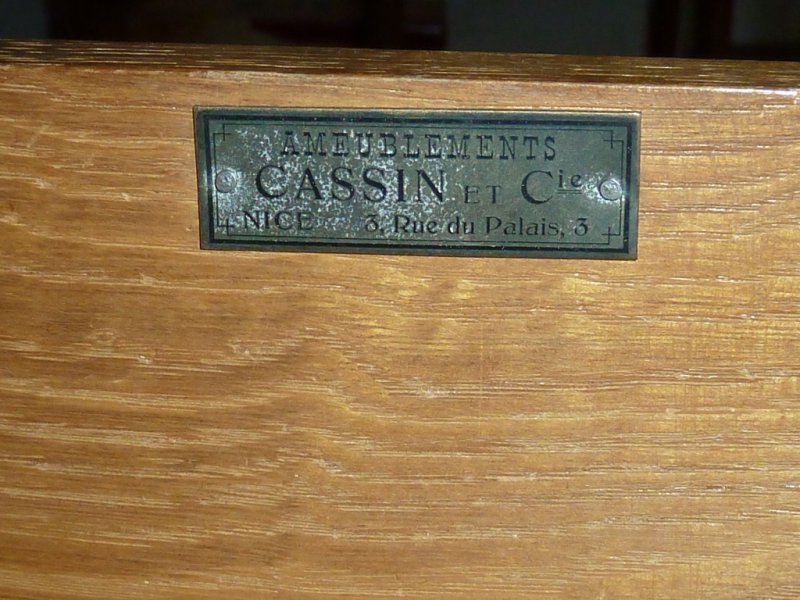 AMEUBLEMENTS
CASSIN ET Cie
NICE 3, Rue du Palais, 3